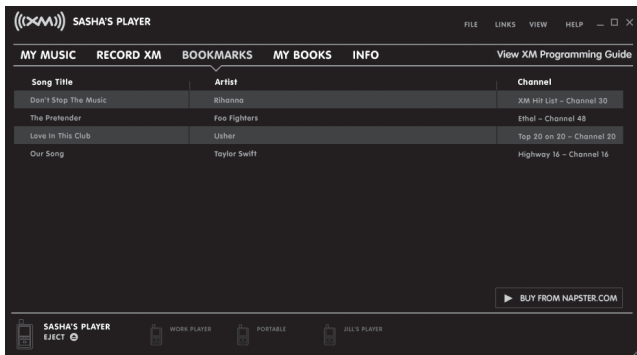 ((XM)) SASHA'S PLAYER FILE LINKS VIEW HELP
MY MUSIC RECORD XM BOOKMARKS MY BOOKS INFO View XM Programming Guide
Song Title Artist Channel
Don't Stop The Music Rihanna XM Hit List – Channel 30
The Pretender Foo Fighters Ethel – Channel 48
Love In This Club Usher Top 20 on 20 – Channel 20
Our Song Taylor Swift Highway 16 – Channel 16
BUY FROM NAPSTER.COM
SASHA'S PLAYER WORK PLAYER PORTABLE JILL'S PLAYER
EJECT